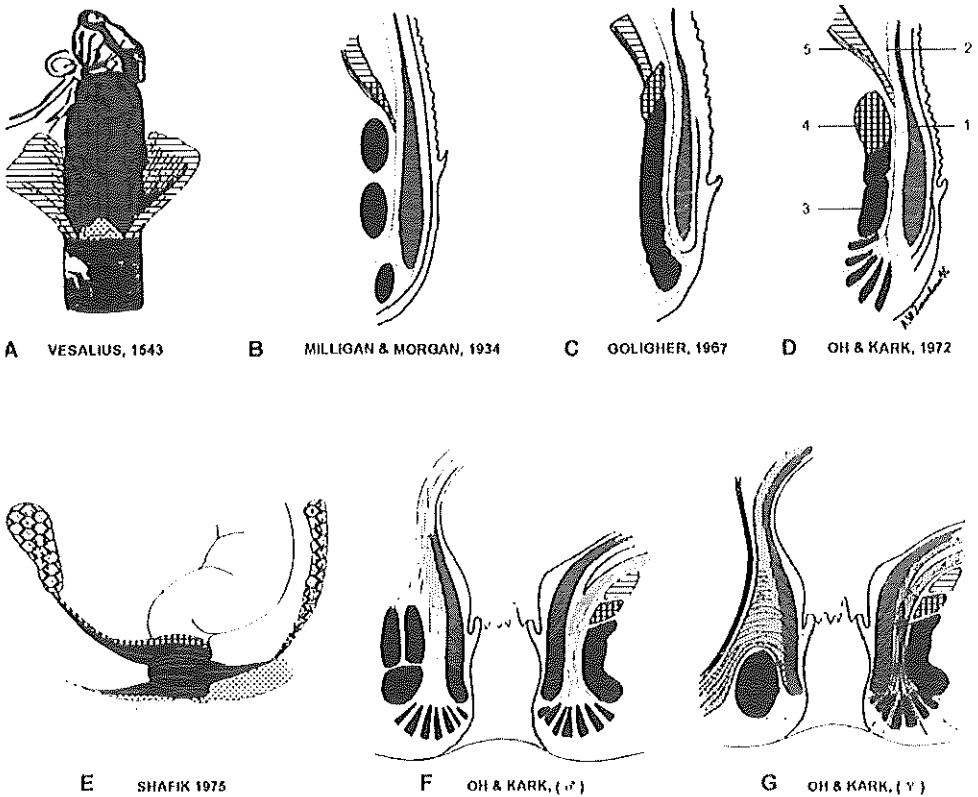 5
2
4
1
3
A VESALIUS, 1543
B MILLIGAN & MORGAN, 1934
C GOLIGHER, 1967
D OH & KARK, 1972
E SHAFIK 1975
F OH & KARK, (♂)
G OH & KARK, (♀)